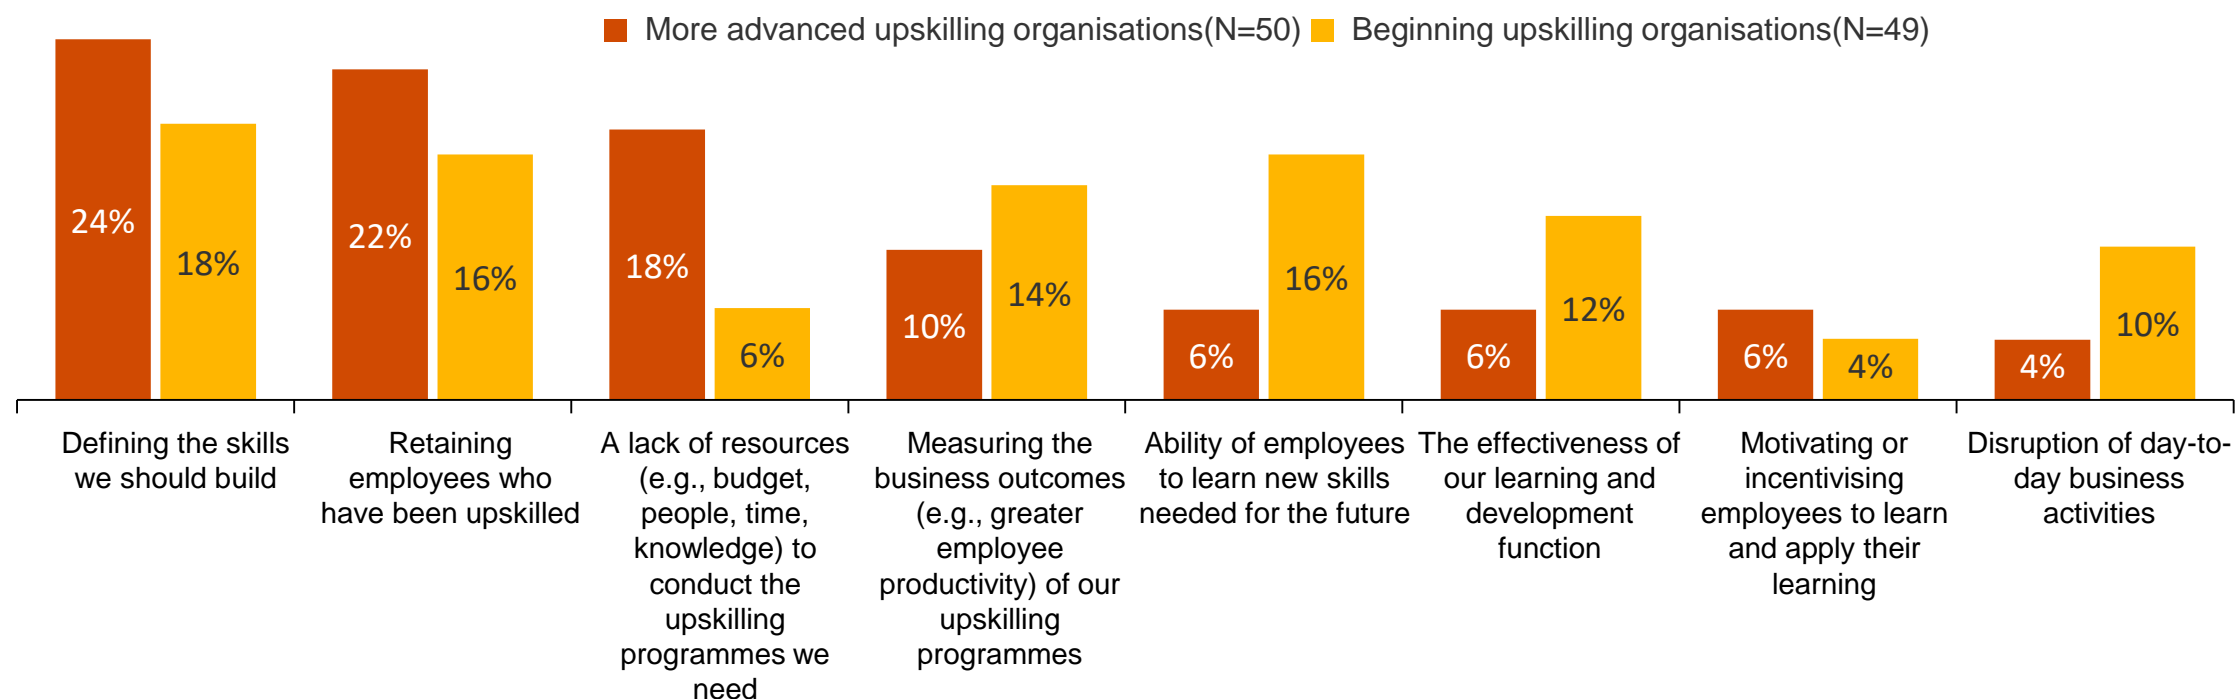 More advanced upskilling organisations(N=50) Beginning upskilling organisations(N=49)
24%
18%
22%
16%
18%
6%
10%
14%
6%
16%
6%
12%
6%
4%
4%
10%
Defining the skills
we should build
Retaining
employees who
have been upskilled
A lack of resources
(e.g., budget,
people, time,
knowledge) to
conduct the
upskilling
programmes we
need
Measuring the
business outcomes
(e.g., greater
employee
productivity) of our
upskilling
programmes
Ability of employees
to learn new skills
needed for the future
The effectiveness of
our learning and
development
function
Motivating or
incentivising
employees to learn
and apply their
learning
Disruption of day-to-
day business
activities